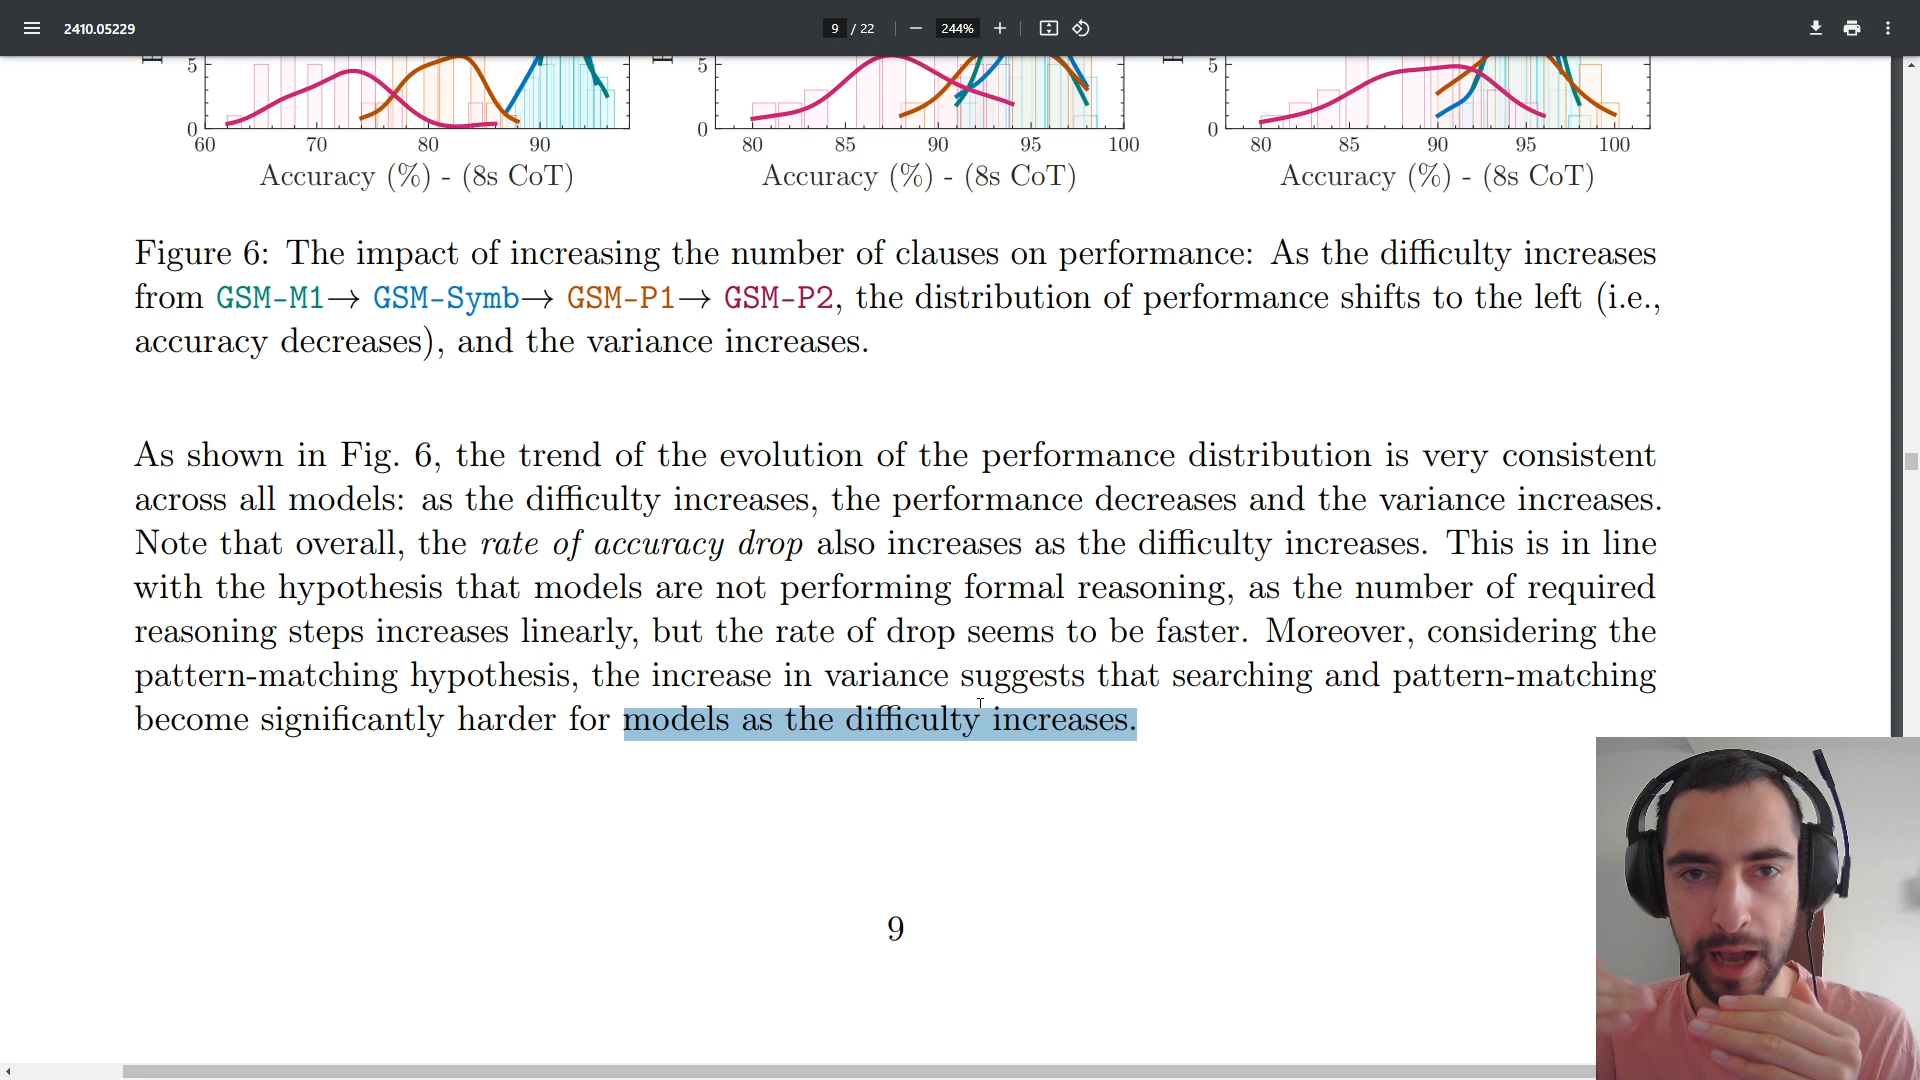 2410.05229
9 / 22
244%
5
0
60 70 80 90
Accuracy (%) - (8s CoT)
5
0
80 85 90 95 100
Accuracy (%) - (8s CoT)
5
0
80 85 90 95 100
Accuracy (%) - (8s CoT)
Figure 6: The impact of increasing the number of clauses on performance: As the difficulty increases
from GSM-M1→ GSM-Symb→ GSM-P1→ GSM-P2, the distribution of performance shifts to the left (i.e.,
accuracy decreases), and the variance increases.
As shown in Fig. 6, the trend of the evolution of the performance distribution is very consistent
across all models: as the difficulty increases, the performance decreases and the variance increases.
Note that overall, the rate of accuracy drop also increases as the difficulty increases. This is in line
with the hypothesis that models are not performing formal reasoning, as the number of required
reasoning steps increases linearly, but the rate of drop seems to be faster. Moreover, considering the
pattern-matching hypothesis, the increase in variance suggests that searching and pattern-matching
become significantly harder for models as the difficulty increases.
9